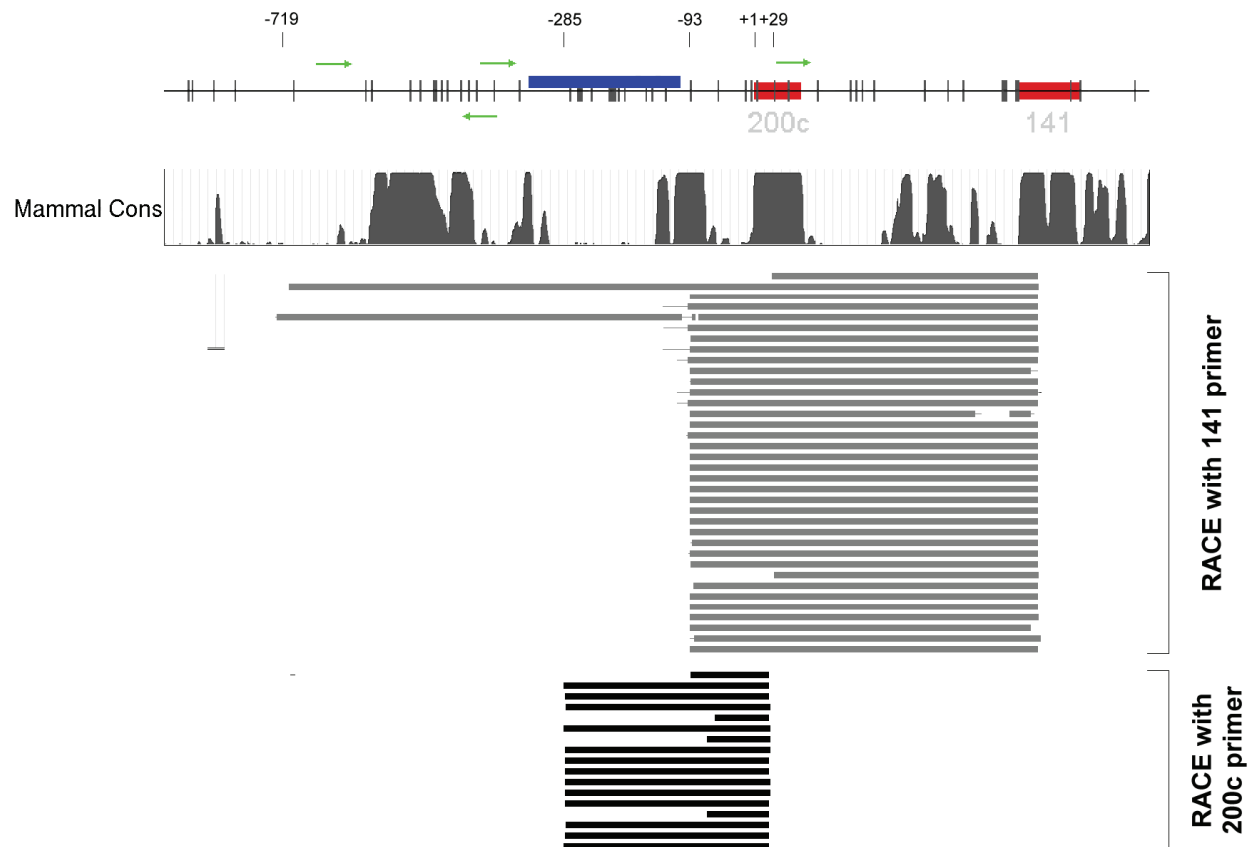 -719
-285
-93
+1+29
200c
141
Mammal Cons
RACE with 141 primer
RACE with
200c primer